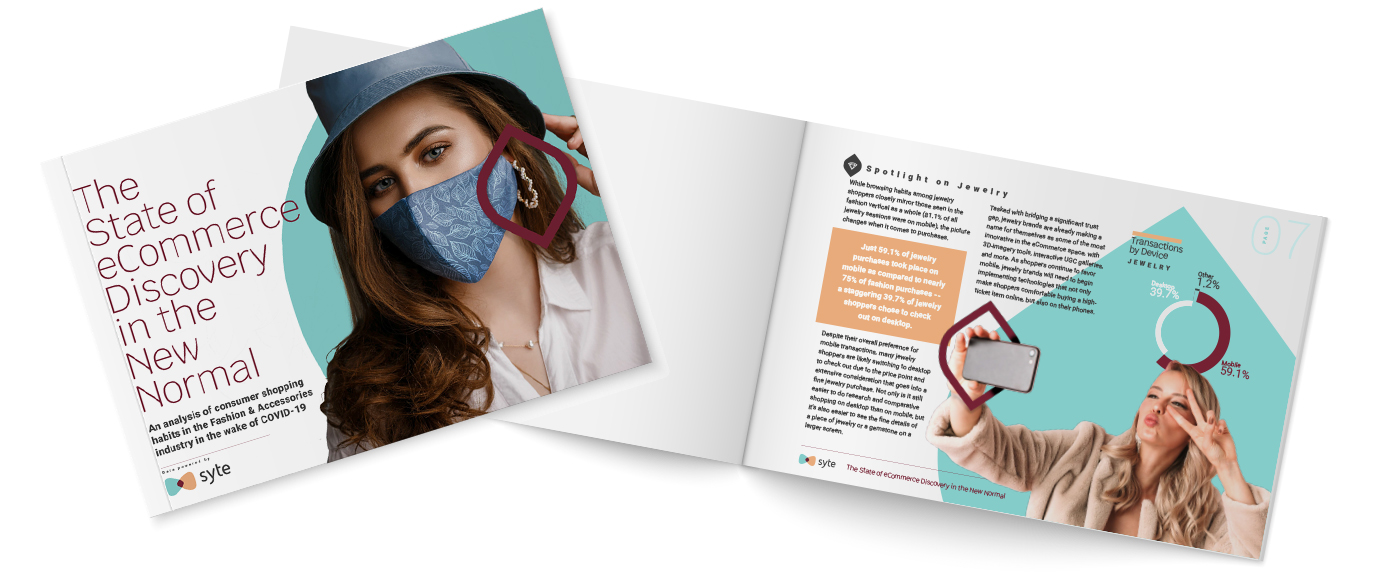 The
State of
eCommerce
Discovery
in the
New
Normal
An analysis of consumer shopping
habits in the Fashion & Accessories
industry in the wake of COVID-19
Data powered by
syte
Spotlight on Jewelry
While browsing habits among jewelry
shoppers closely mirror those seen in the
fashion vertical as a whole (81.1% of all
jewelry sessions were on mobile), the picture
changes when it comes to purchases.
Just 59.1% of jewelry
purchases took place on
mobile as compared to nearly
75% of fashion purchases --
a staggering 39.7% of jewelry
shoppers chose to check
out on desktop.
Despite their overall preference for
mobile transactions, many jewelry
shoppers are likely switching to desktop
to check out due to the price point and
extensive consideration that goes into a
fine jewelry purchase. Not only is it still
easier to do research and comparative
shopping on desktop than on mobile, but
it's also easier to see the fine details of
a piece of jewelry or a gemstone on a
larger screen.
Tasked with bridging a significant trust
gap, jewelry brands are already making a
name for themselves as some of the most
innovative in the eCommerce space, with
3D-imagery tools, interactive UGC galleries,
and more. As shoppers continue to favor
mobile, jewelry brands will need to begin
implementing technologies that not only
make shoppers comfortable buying a high-
ticket item online, but also on their phones.
Transactions
by Device
JEWELRY
Other
1.2%
Desktop
39.7%
Mobile
59.1%
PAGE
07
syte
The State of eCommerce Discovery in the New Normal